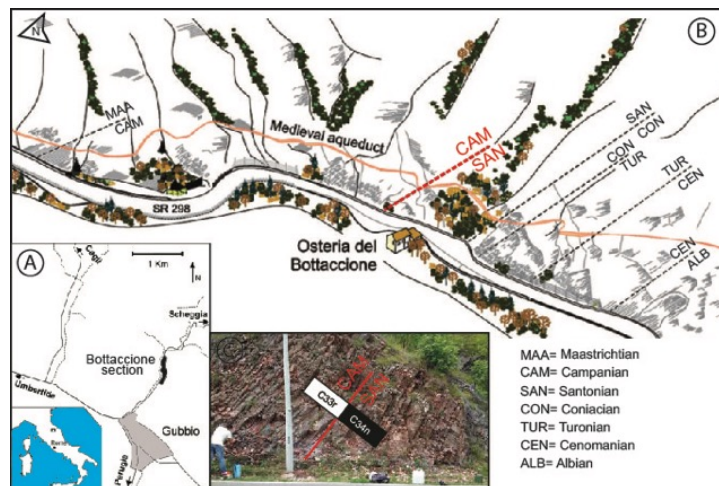 N
B
MAA
CAM
Medieval aqueduct
CAM
SAN
SAN
CON
CON
TUR
TUR
CEN
CEN
ALB
SR 298
Osteria del
Bottaccione
A
1 Km
N
Cagli
Scheggia
Bottaccione
section
Umbertide
Gubbio
Rome
Perugia
C33r
C34n
MAA= Maastrichtian
CAM= Campanian
SAN= Santonian
CON= Coniacian
TUR= Turonian
CEN= Cenomanian
ALB= Albian